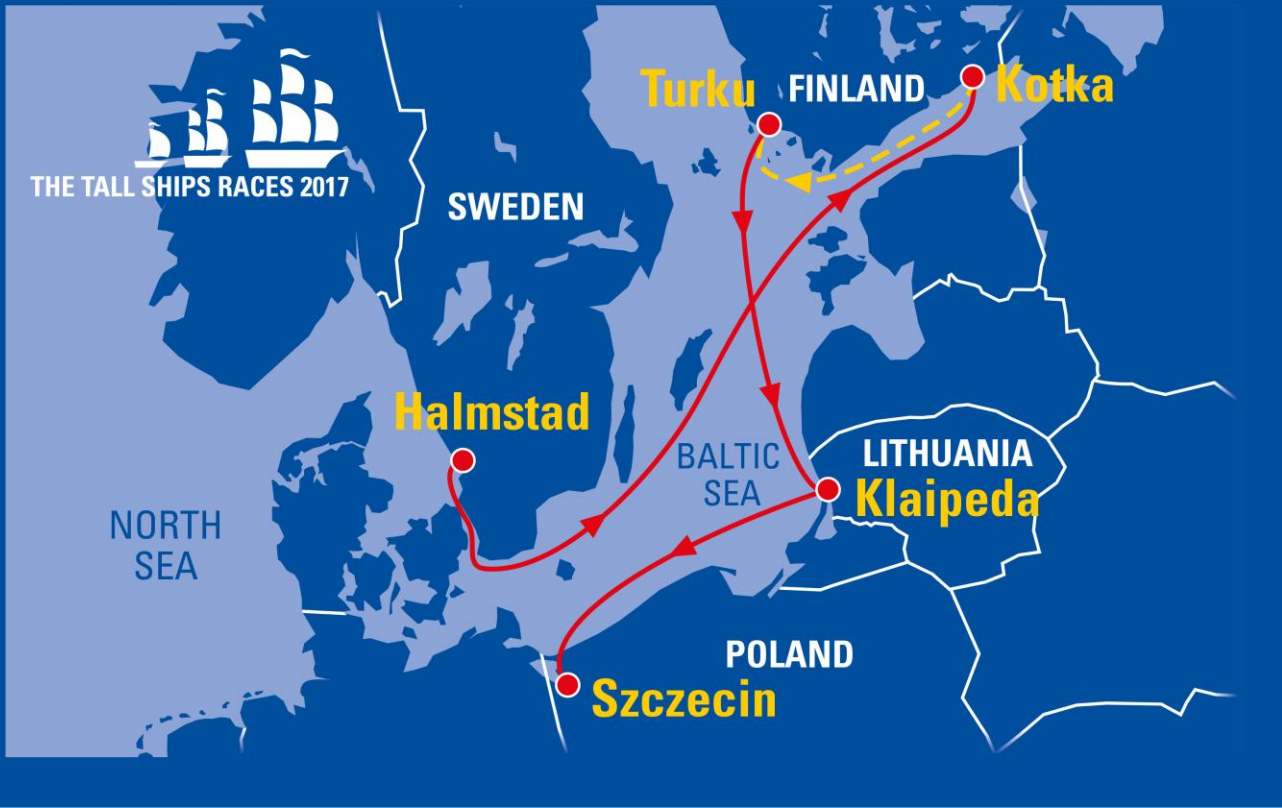 Turku
FINLAND
Kotka
THE TALL SHIPS RACES 2017
SWEDEN
Halmstad
BALTIC
SEA
LITHUANIA
Klaipeda
NORTH
SEA
POLAND
Szczecin